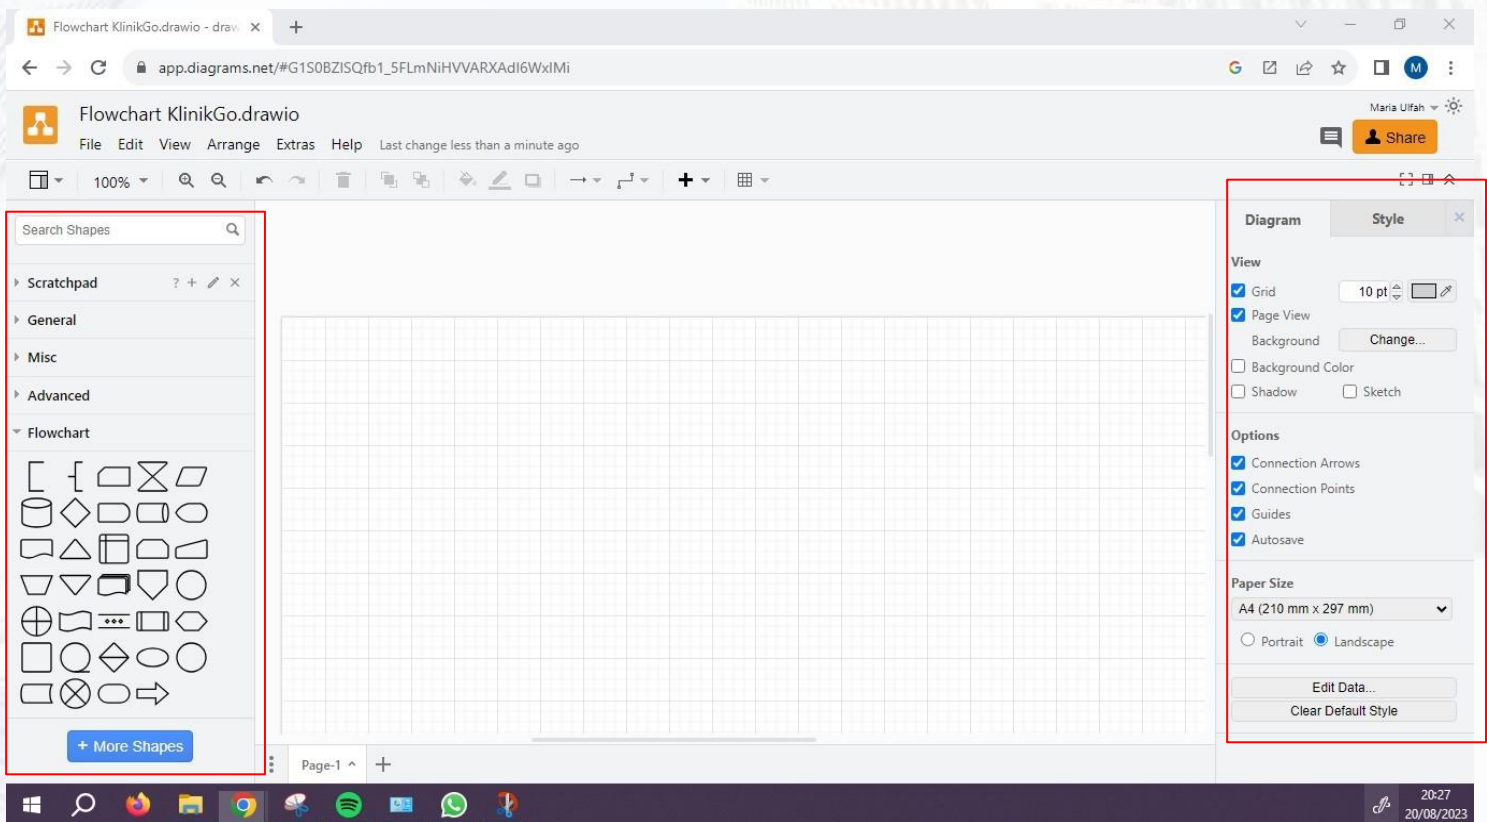 Flowchart KlinikGo.drawio - draw
app.diagrams.net/#G1S0BZISQfb1_5FLmNiHVVARXAdI6WxIMi
M
Flowchart KlinikGo.drawio
Maria Ulfah
File Edit View Arrange Extras Help Last change less than a minute ago
Share
100%
Search Shapes
Scratchpad ?
General
Misc
Advanced
Flowchart
+ More Shapes
Page-1
Diagram Style
View
Grid 10 pt
Page View
Background Change...
Background Color
Shadow Sketch
Options
Connection Arrows
Connection Points
Guides
Autosave
Paper Size
A4 (210 mm x 297 mm)
Portrait Landscape
Edit Data...
Clear Default Style
20:27
20/08/2023